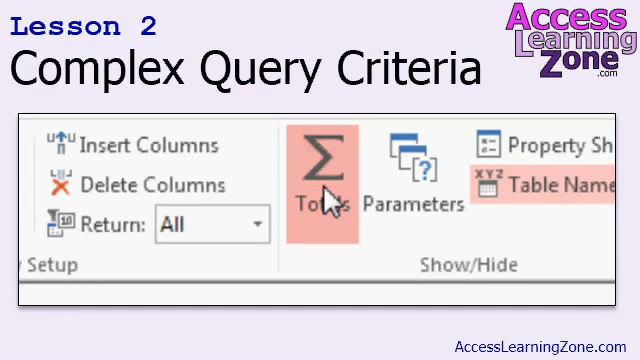 Lesson 2
Complex Query Criteria
Access
Learning
Zone
.com
Insert Columns
Delete Columns
Return: All
Setup
Totals
Parameters
Property Sh
Table Name
Show/Hide
AccessLearningZone.com